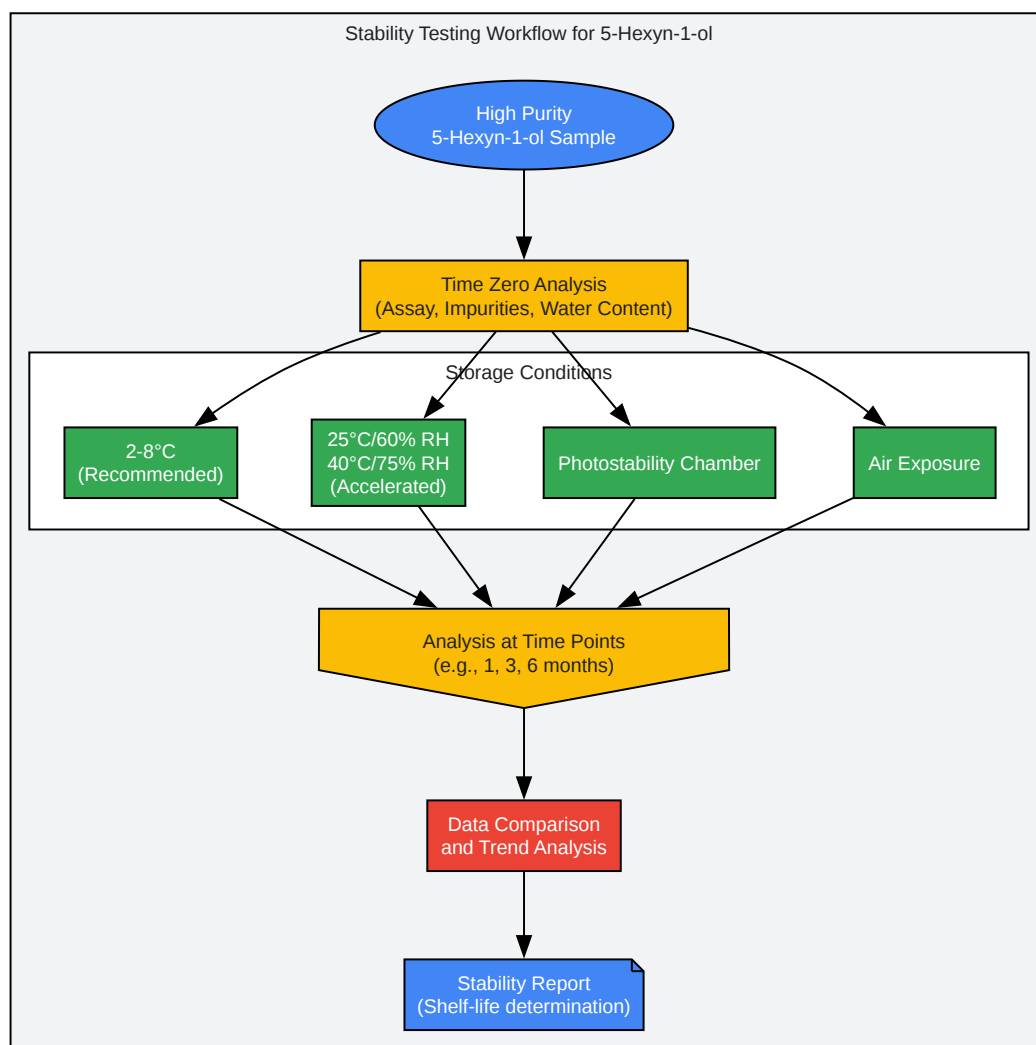 Stability Testing Workflow for 5-Hexyn-1-ol
High Purity
5-Hexyn-1-ol Sample
Time Zero Analysis
(Assay, Impurities, Water Content)
Storage Conditions
2-8°C
(Recommended)
25°C/60% RH
40°C/75% RH
(Accelerated)
Photostability Chamber
Air Exposure
Analysis at Time Points
(e.g., 1, 3, 6 months)
Data Comparison
and Trend Analysis
Stability Report
(Shelf-life determination)